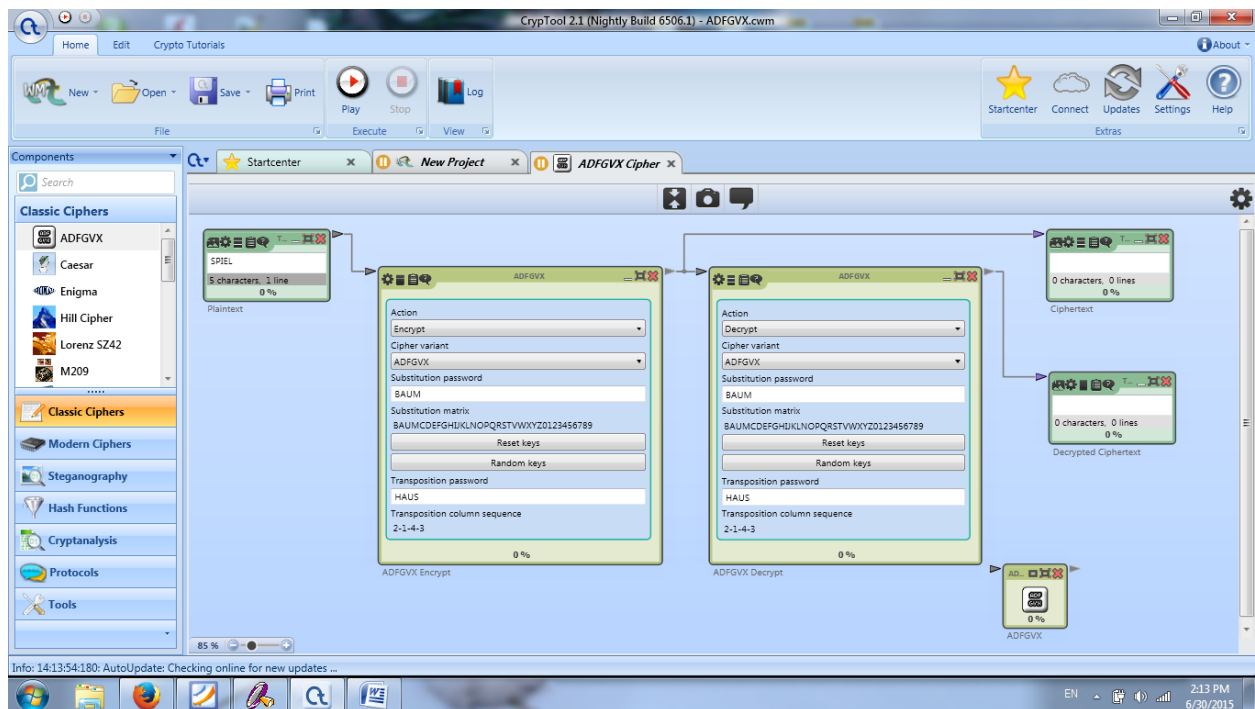 CrypTool 2.1 (Nightly Build 6506.1) - ADFGVX.cwm
Home Edit Crypto Tutorials About
New Open Save Print Play Stop Log Startcenter Connect Updates Settings Help
File Execute View Extras
Components
Search
Classic Ciphers
ADFGVX
Caesar
Enigma
Hill Cipher
Lorenz SZ42
M209
Classic Ciphers
Modern Ciphers
Steganography
Hash Functions
Cryptanalysis
Protocols
Tools
Startcenter New Project ADFGVX Cipher
T...
SPIEL
5 characters, 1 line
0 %
Plaintext
ADFGVX
Action
Encrypt
Cipher variant
ADFGVX
Substitution password
BAUM
Substitution matrix
BAUMCDEFGHIJKLNOPQRSTVWXYZ0123456789
Reset keys
Random keys
Transposition password
HAUS
Transposition column sequence
2-1-4-3
0 %
ADFGVX Encrypt
ADFGVX
Action
Decrypt
Cipher variant
ADFGVX
Substitution password
BAUM
Substitution matrix
BAUMCDEFGHIJKLNOPQRSTVWXYZ0123456789
Reset keys
Random keys
Transposition password
HAUS
Transposition column sequence
2-1-4-3
0 %
ADFGVX Decrypt
T...
0 characters, 0 lines
0 %
Ciphertext
T...
0 characters, 0 lines
0 %
Decrypted Ciphertext
AD...
0 %
ADFGVX
85 %
Info: 14:13:54:180: AutoUpdate: Checking online for new updates ...
EN 2:13 PM
6/30/2015